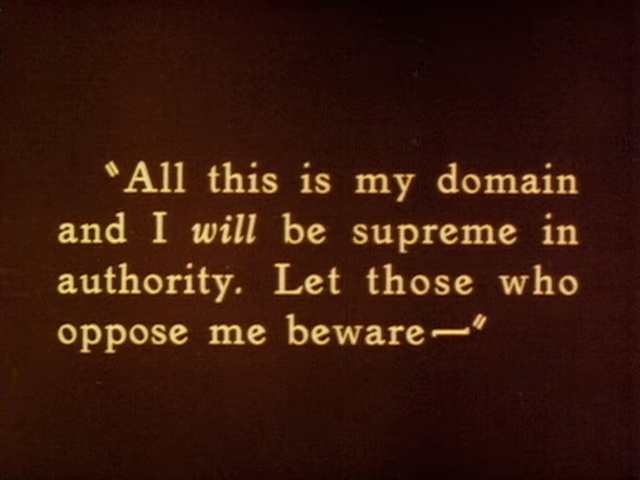 "All this is my domain
and I will be supreme in
authority. Let those who
oppose me beware—"